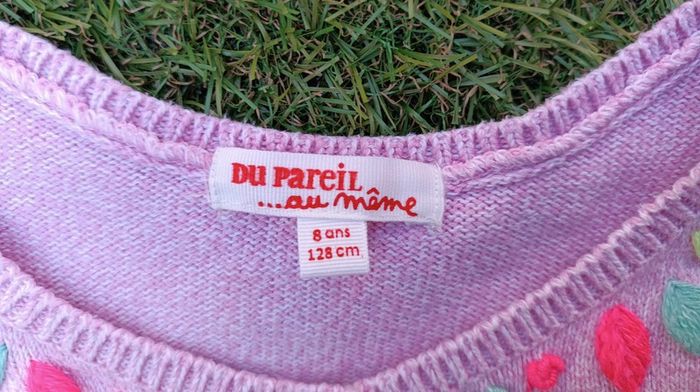 DU PareiL
...au même
8 ans
128 cm